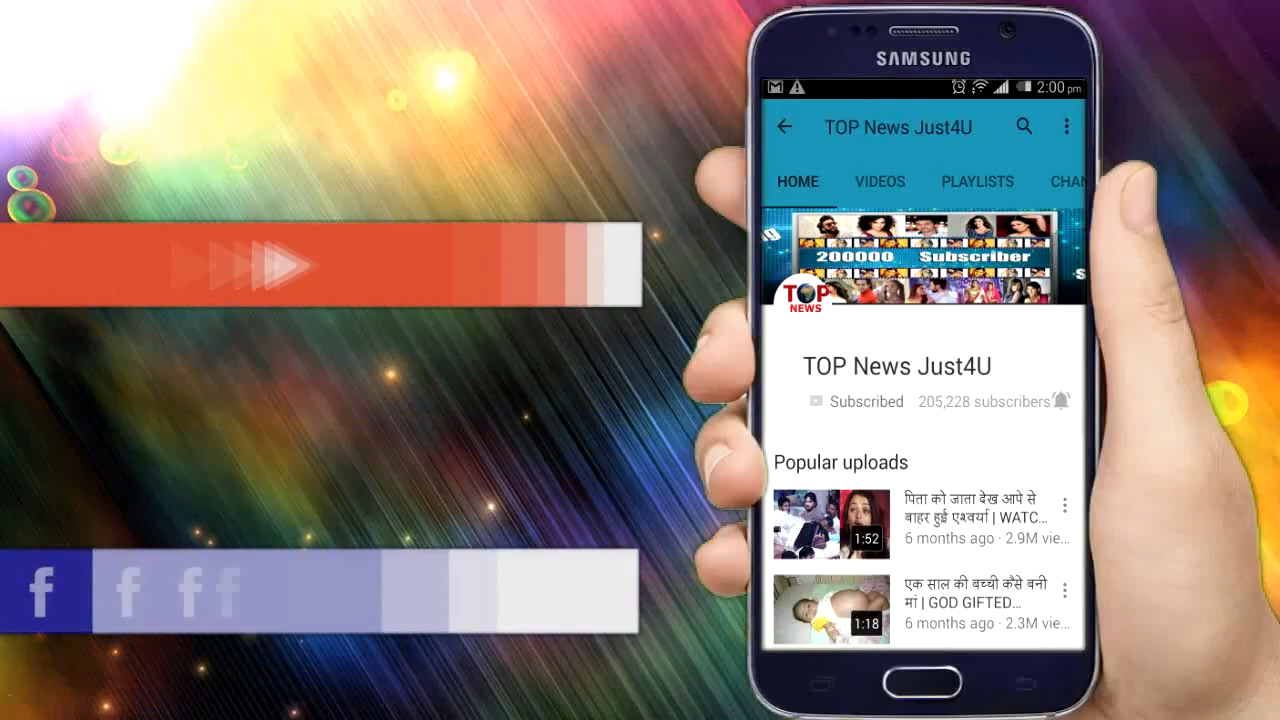 SAMSUNG
2:00 pm
TOP News Just4U
HOME VIDEOS PLAYLISTS CHAN
200000 Subscriber
TOP
NEWS
TOP News Just4U
Subscribed 205,228 subscribers
Popular uploads
पिता को जाता देख आपे से
बाहर हुई एश्वर्या | WATC...
1:52
6 months ago · 2.9M vie...
एक साल की बच्ची कैसे बनी
मां | GOD GIFTED...
1:18
6 months ago · 2.3M vie...
f f f f